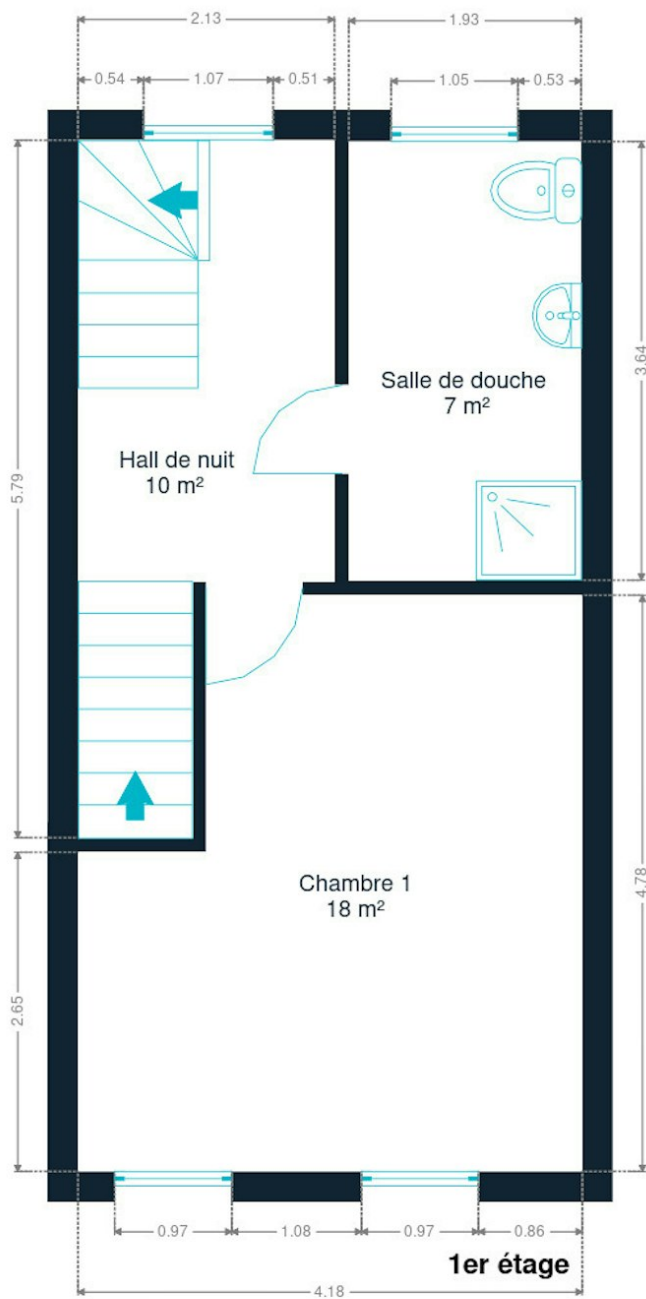 2.13
1.93
0.54
1.07
0.51
1.05
0.53
3.64
Salle de douche
7 m²
Hall de nuit
10 m²
5.79
Chambre 1
18 m²
4.78
2.65
0.97
1.08
0.97
0.86
1er étage
4.18